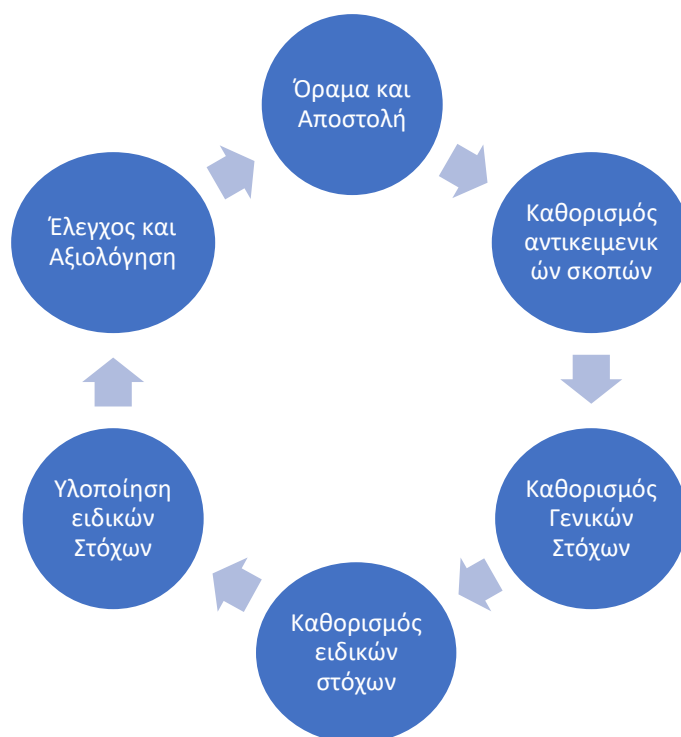 Όραμα και
Αποστολή
Καθορισμός
αντικειμενικ
ών σκοπών
Καθορισμός
Γενικών
Στόχων
Καθορισμός
ειδικών
στόχων
Υλοποίηση
ειδικών
Στόχων
Έλεγχος και
Αξιολόγηση